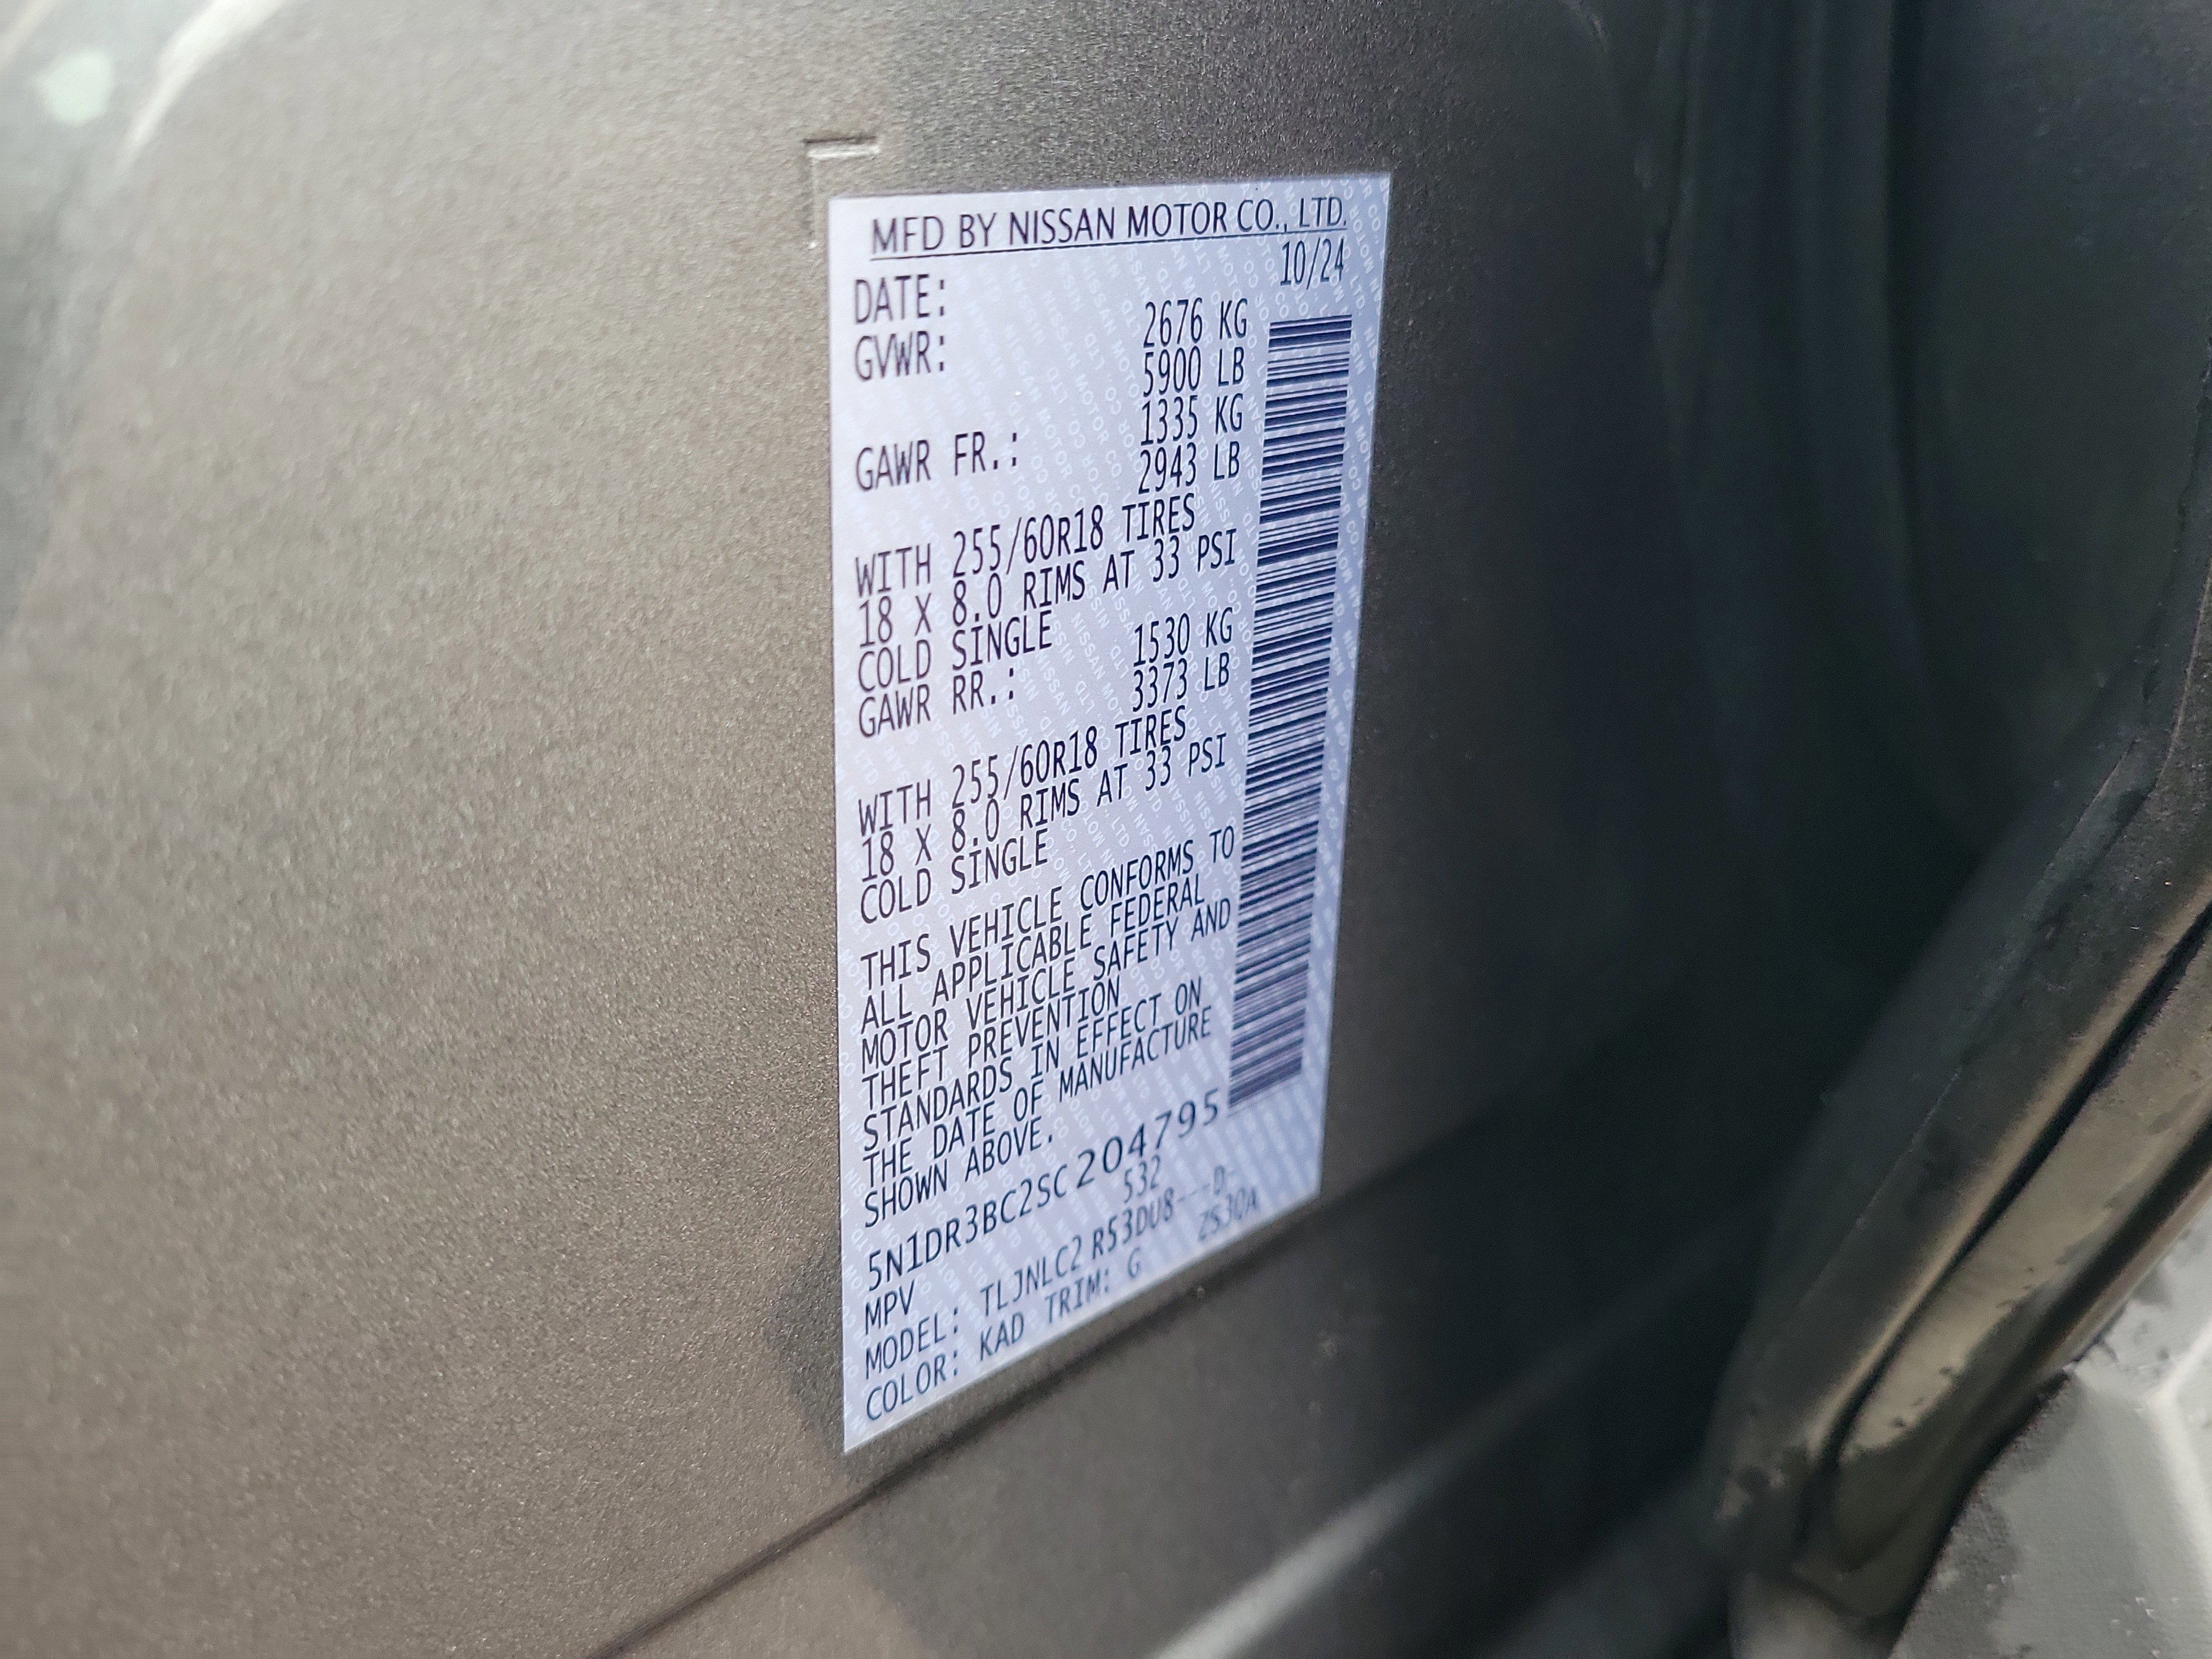 MFD BY NISSAN MOTOR CO., LTD.
DATE: 10/24
GVWR: 2676 KG
5900 LB
GAWR FR.: 1335 KG
2943 LB
WITH 255/60R18 TIRES
18 X 8.0 RIMS AT 33 PSI
COLD SINGLE
GAWR RR.: 1530 KG
3373 LB
WITH 255/60R18 TIRES
18 X 8.0 RIMS AT 33 PSI
COLD SINGLE
THIS VEHICLE CONFORMS TO
ALL APPLICABLE FEDERAL
MOTOR VEHICLE SAFETY AND
THEFT PREVENTION
STANDARDS IN EFFECT ON
THE DATE OF MANUFACTURE
SHOWN ABOVE.
5N1DR3BC2SC204795
MPV 532
MODEL: TLJNLC2 R53DU8---D-
COLOR: KAD TRIM: G ZS30A